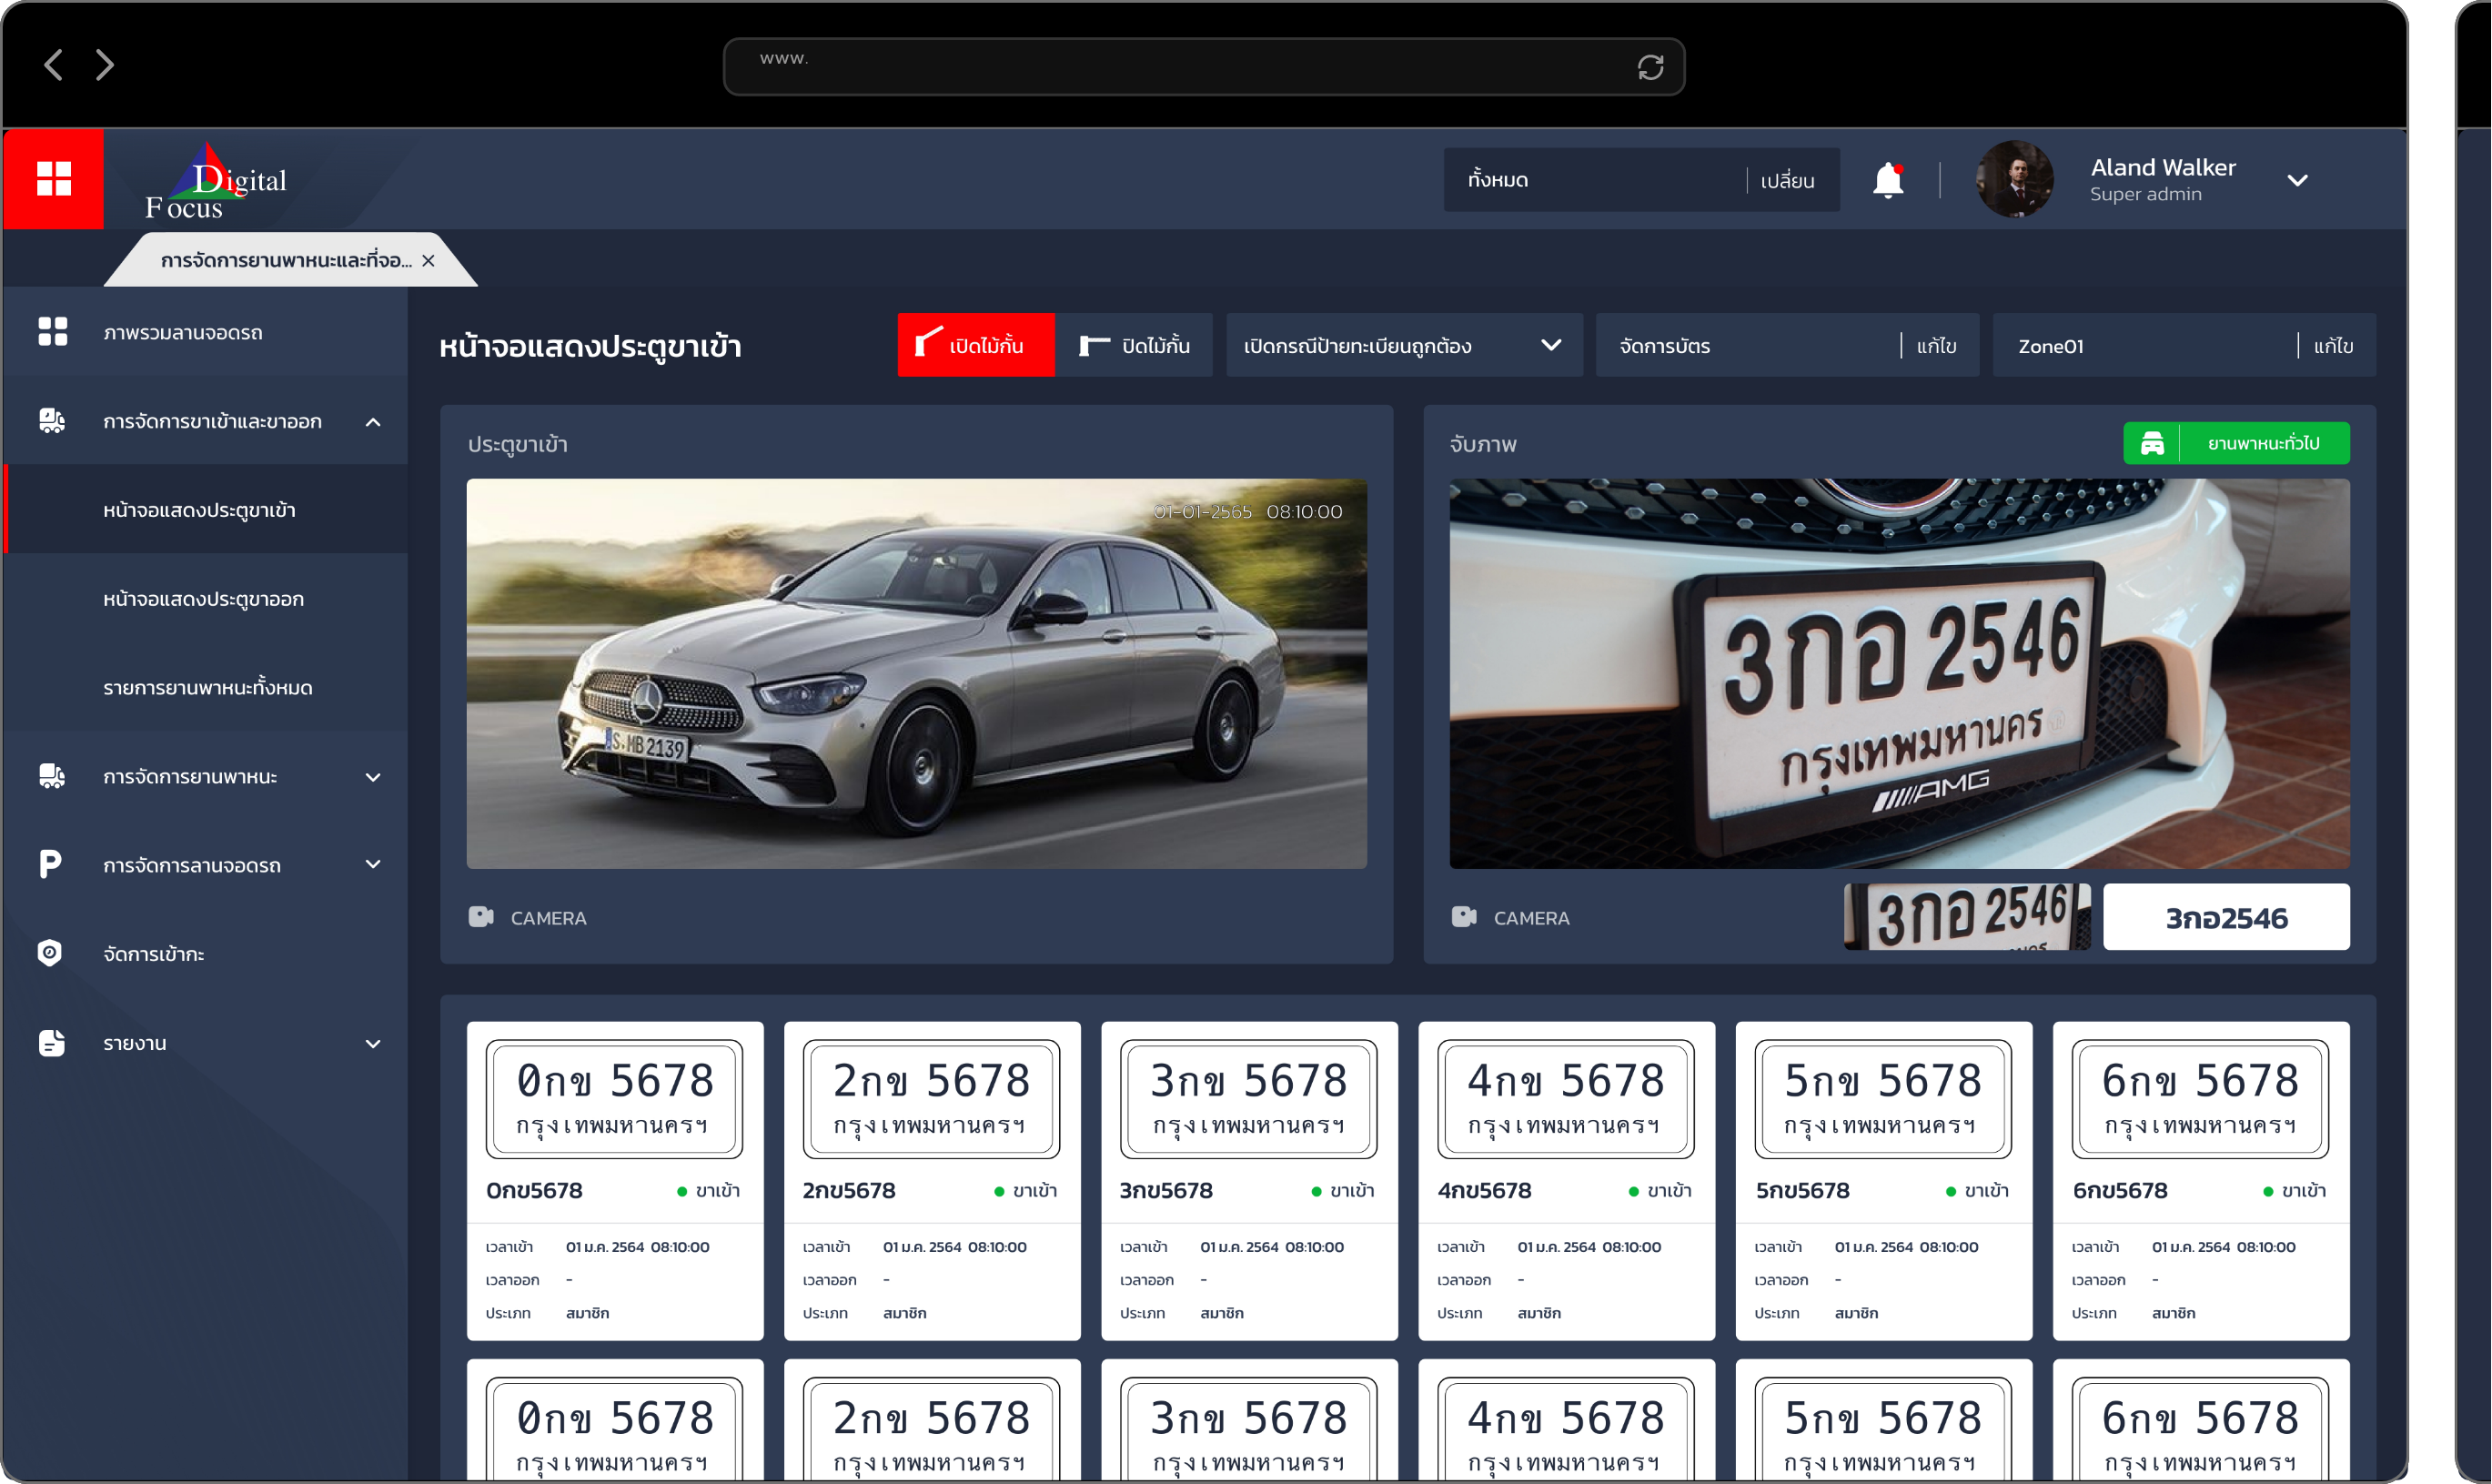 www.
Digital
Focus
ทั้งหมด
เปลี่ยน
Aland Walker
Super admin
การจัดการยานพาหนะและที่จอ...
ภาพรวมลานจอดรถ
การจัดการขาเข้าและขาออก
หน้าจอแสดงประตูขาเข้า
หน้าจอแสดงประตูขาออก
รายการยานพาหนะทั้งหมด
การจัดการยานพาหนะ
การจัดการลานจอดรถ
จัดการเข้ากะ
รายงาน
หน้าจอแสดงประตูขาเข้า
เปิดไม้กั้น
ปิดไม้กั้น
เปิดกรณีป้ายทะเบียนถูกต้อง
จัดการบัตร
แก้ไข
Zone01
แก้ไข
ประตูขาเข้า
01-01-2565 08:10:00
S·MB 2139
CAMERA
จับภาพ
ยานพาหนะทั่วไป
3กอ 2546
กรุงเทพมหานคร
AMG
CAMERA
3กอ 2546
3กอ2546
0กข 5678 2กข 5678 3กข 5678 4กข 5678 5กข 5678 6กข 5678
กรุงเทพมหานครฯ กรุงเทพมหานครฯ กรุงเทพมหานครฯ กรุงเทพมหานครฯ กรุงเทพมหานครฯ กรุงเทพมหานครฯ
0กข5678 ขาเข้า 2กข5678 ขาเข้า 3กข5678 ขาเข้า 4กข5678 ขาเข้า 5กข5678 ขาเข้า 6กข5678 ขาเข้า
เวลาเข้า 01 ม.ค. 2564 08:10:00 เวลาเข้า 01 ม.ค. 2564 08:10:00 เวลาเข้า 01 ม.ค. 2564 08:10:00 เวลาเข้า 01 ม.ค. 2564 08:10:00 เวลาเข้า 01 ม.ค. 2564 08:10:00 เวลาเข้า 01 ม.ค. 2564 08:10:00
เวลาออก - เวลาออก - เวลาออก - เวลาออก - เวลาออก - เวลาออก -
ประเภท สมาชิก ประเภท สมาชิก ประเภท สมาชิก ประเภท สมาชิก ประเภท สมาชิก ประเภท สมาชิก
0กข 5678 2กข 5678 3กข 5678 4กข 5678 5กข 5678 6กข 5678
กรุงเทพมหานครฯ กรุงเทพมหานครฯ กรุงเทพมหานครฯ กรุงเทพมหานครฯ กรุงเทพมหานครฯ กรุงเทพมหานครฯ